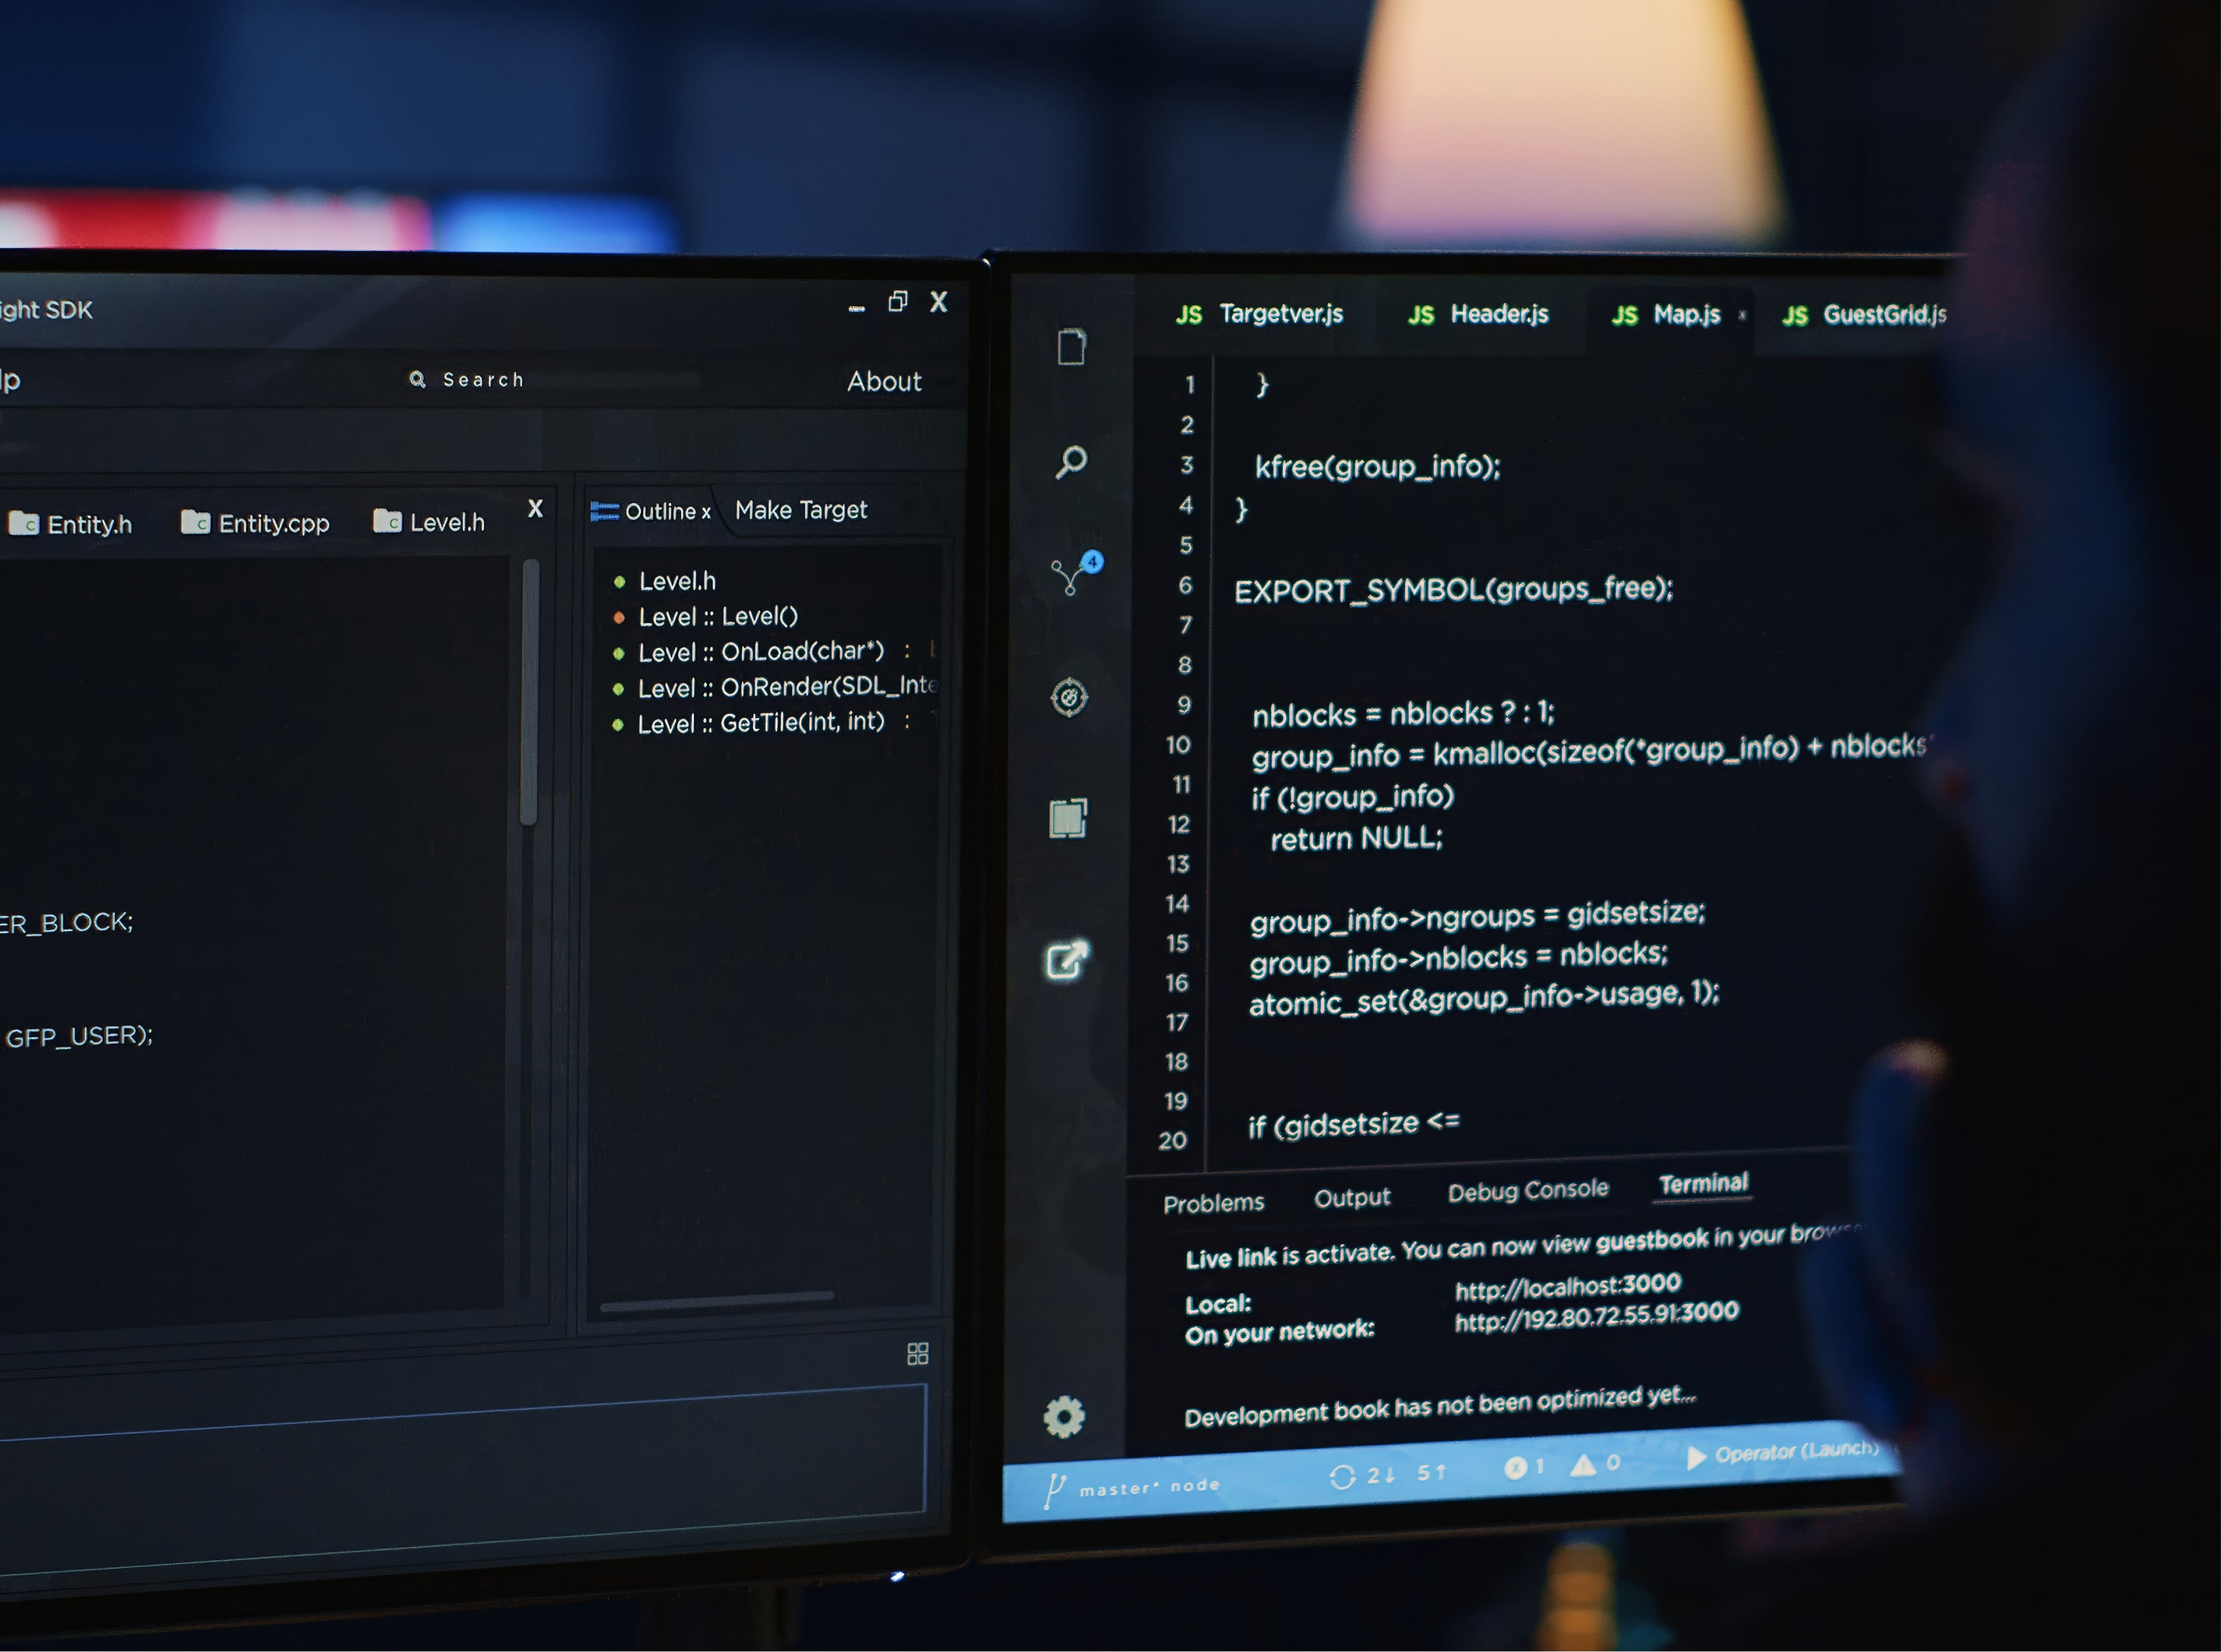 ight SDK
lp
Search
About
Entity.h
Entity.cpp
Level.h
X
Outline x
Make Target
Level.h
Level :: Level()
Level :: OnLoad(char*) :
Level :: OnRender(SDL_Inte
Level :: GetTile(int, int) :
ER_BLOCK;
GFP_USER);
JS Targetver.js
JS Header.js
JS Map.js x
JS GuestGrid.js
4
1 }
2
3 kfree(group_info);
4 }
5
6 EXPORT_SYMBOL(groups_free);
7
8
9 nblocks = nblocks ? : 1;
10 group_info = kmalloc(sizeof(*group_info) + nblocks*
11 if (!group_info)
12 return NULL;
13
14 group_info->ngroups = gidsetsize;
15 group_info->nblocks = nblocks;
16 atomic_set(&group_info->usage, 1);
17
18
19 if (gidsetsize <=
20
Problems
Output
Debug Console
Terminal
Live link is activate. You can now view guestbook in your browse
Local: http://localhost:3000
On your network: http://192.80.72.55.91:3000
Development book has not been optimized yet...
master* node
2↓ 5↑
1
0
Operator (Launch)